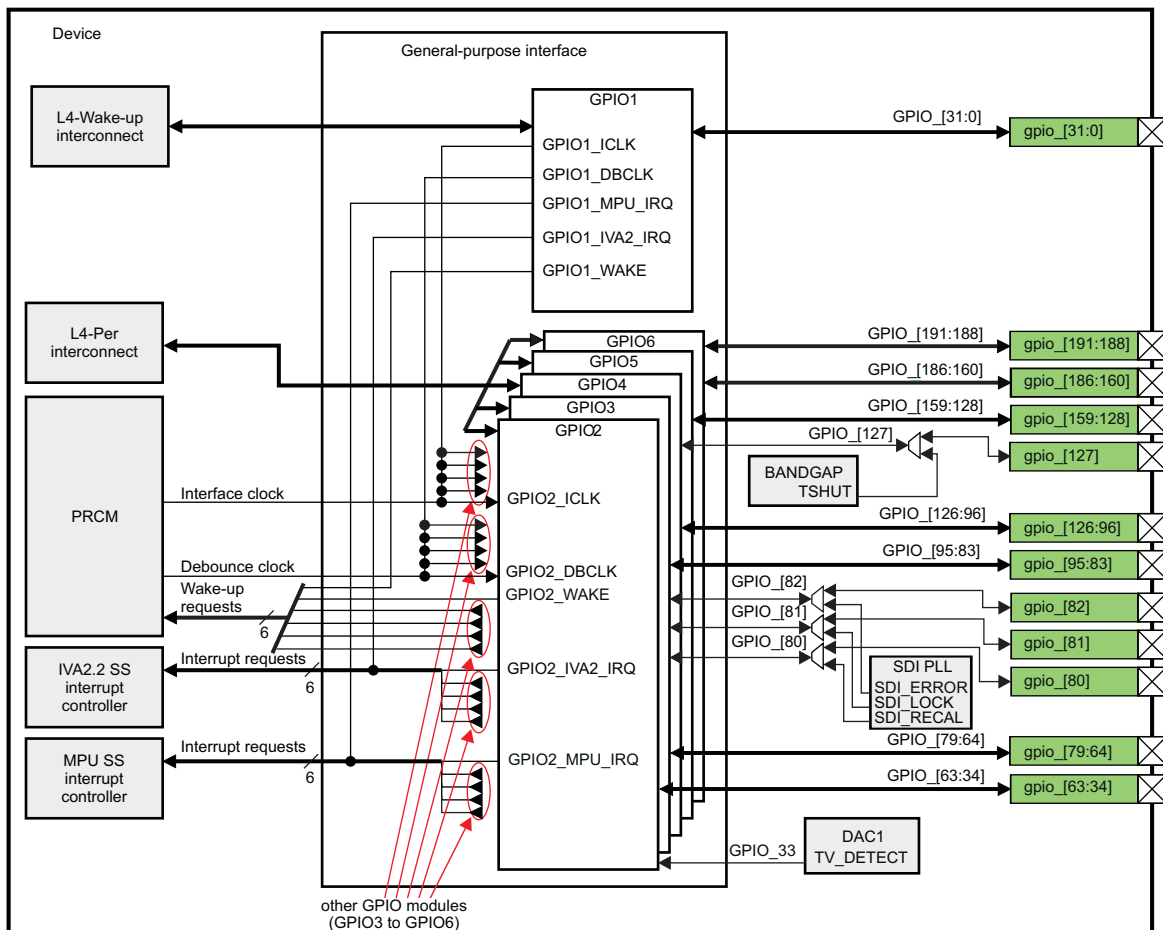 Device
General-purpose interface
L4-Wake-up
interconnect
GPIO1
GPIO1_ICLK
GPIO1_DBCLK
GPIO1_MPU_IRQ
GPIO1_IVA2_IRQ
GPIO1_WAKE
GPIO_[31:0]
gpio_[31:0]
L4-Per
interconnect
GPIO6
GPIO5
GPIO4
GPIO3
GPIO2
GPIO_[191:188]
gpio_[191:188]
GPIO_[186:160]
gpio_[186:160]
GPIO_[159:128]
gpio_[159:128]
GPIO_[127]
gpio_[127]
BANDGAP
TSHUT
PRCM
Interface clock
GPIO2_ICLK
GPIO_[126:96]
gpio_[126:96]
GPIO_[95:83]
gpio_[95:83]
Debounce clock
GPIO2_DBCLK
Wake-up
requests
6
GPIO2_WAKE
GPIO_[82]
gpio_[82]
GPIO_[81]
gpio_[81]
GPIO_[80]
gpio_[80]
IVA2.2 SS
interrupt
controller
Interrupt requests
6
GPIO2_IVA2_IRQ
SDI PLL
SDI_ERROR
SDI_LOCK
SDI_RECAL
MPU SS
interrupt
controller
Interrupt requests
6
GPIO2_MPU_IRQ
GPIO_[79:64]
gpio_[79:64]
GPIO_[63:34]
gpio_[63:34]
GPIO_33
DAC1
TV_DETECT
other GPIO modules
(GPIO3 to GPIO6)